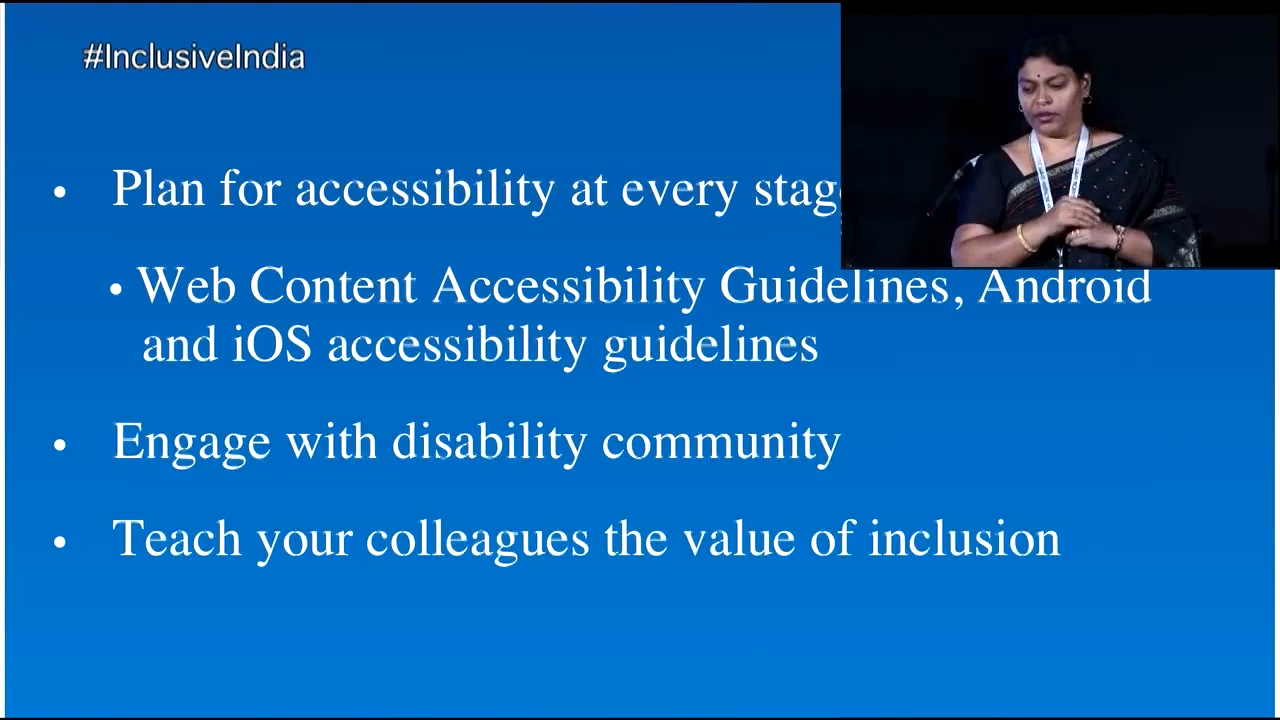 #InclusiveIndia
• Plan for accessibility at every stag
• Web Content Accessibility Guidelines, Android
and iOS accessibility guidelines
• Engage with disability community
• Teach your colleagues the value of inclusion